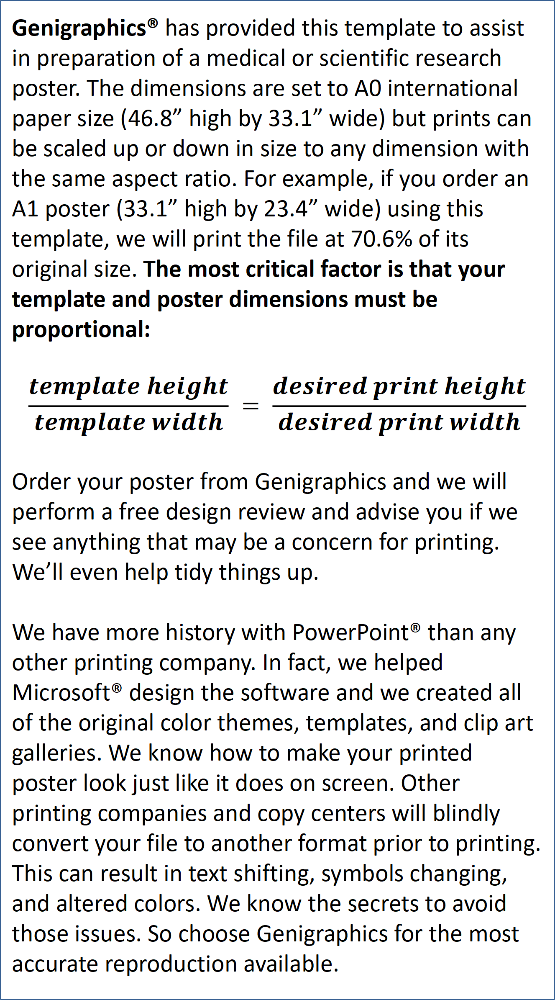 Genigraphics® has provided this template to assist
in preparation of a medical or scientific research
poster. The dimensions are set to A0 international
paper size (46.8” high by 33.1” wide) but prints can
be scaled up or down in size to any dimension with
the same aspect ratio. For example, if you order an
A1 poster (33.1” high by 23.4” wide) using this
template, we will print the file at 70.6% of its
original size. The most critical factor is that your
template and poster dimensions must be
proportional:
template height / template width = desired print height / desired print width
Order your poster from Genigraphics and we will
perform a free design review and advise you if we
see anything that may be a concern for printing.
We’ll even help tidy things up.
We have more history with PowerPoint® than any
other printing company. In fact, we helped
Microsoft® design the software and we created all
of the original color themes, templates, and clip art
galleries. We know how to make your printed
poster look just like it does on screen. Other
printing companies and copy centers will blindly
convert your file to another format prior to printing.
This can result in text shifting, symbols changing,
and altered colors. We know the secrets to avoid
those issues. So choose Genigraphics for the most
accurate reproduction available.